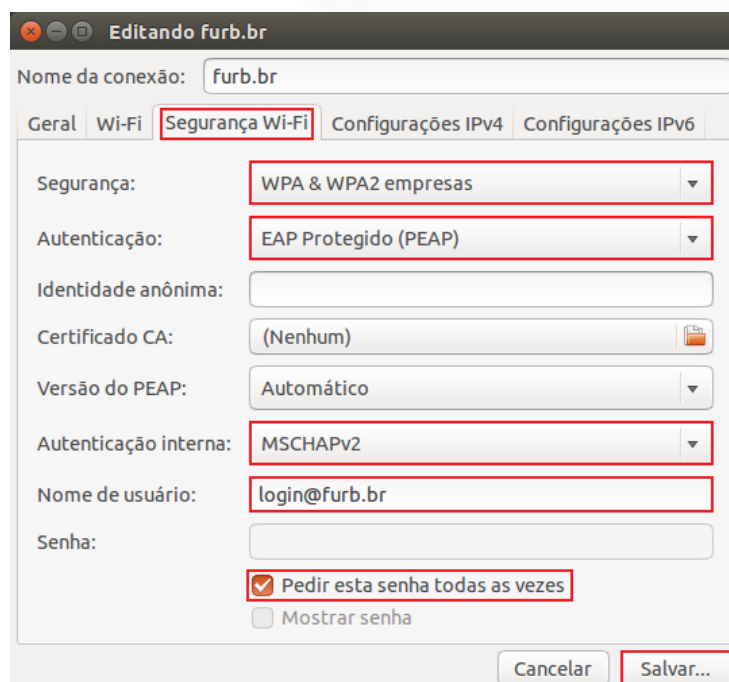 Editando furb.br
Nome da conexão: furb.br
Geral Wi-Fi Segurança Wi-Fi Configurações IPv4 Configurações IPv6
Segurança: WPA & WPA2 empresas
Autenticação: EAP Protegido (PEAP)
Identidade anônima:
Certificado CA: (Nenhum)
Versão do PEAP: Automático
Autenticação interna: MSCHAPv2
Nome de usuário: login@furb.br
Senha:
Pedir esta senha todas as vezes
Mostrar senha
Cancelar Salvar...